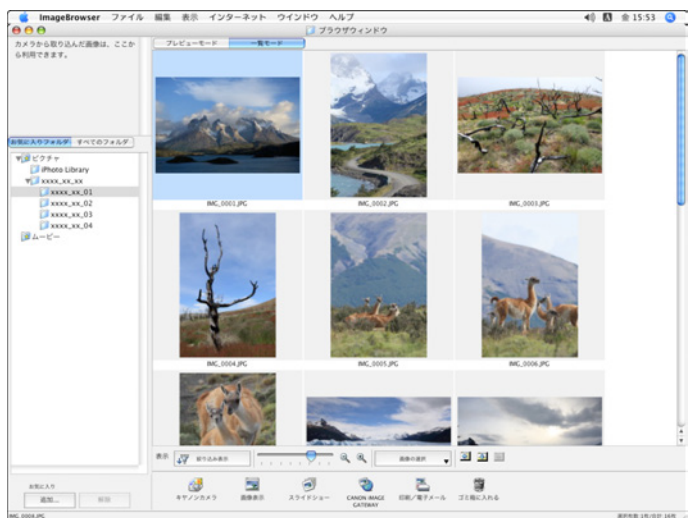 ImageBrowser ファイル 編集 表示 インターネット ウインドウ ヘルプ
金 15:53
ブラウザウィンドウ
カメラから取り込んだ画像は、ここから利用できます。
プレビューモード 一覧モード
お気に入りフォルダ すべてのフォルダ
ピクチャ
iPhoto Library
xxxx_xx_xx
xxxx_xx_01
xxxx_xx_02
xxxx_xx_03
xxxx_xx_04
ムービー
IMG_0001.JPG IMG_0002.JPG IMG_0003.JPG
IMG_0004.JPG IMG_0005.JPG IMG_0006.JPG
表示 絞り込み表示 画像の選択
お気に入り
追加... 削除
キヤノンカメラ 画像表示 スライドショー CANON iMAGE GATEWAY 印刷／電子メール ゴミ箱に入れる
IMG_0004.JPG